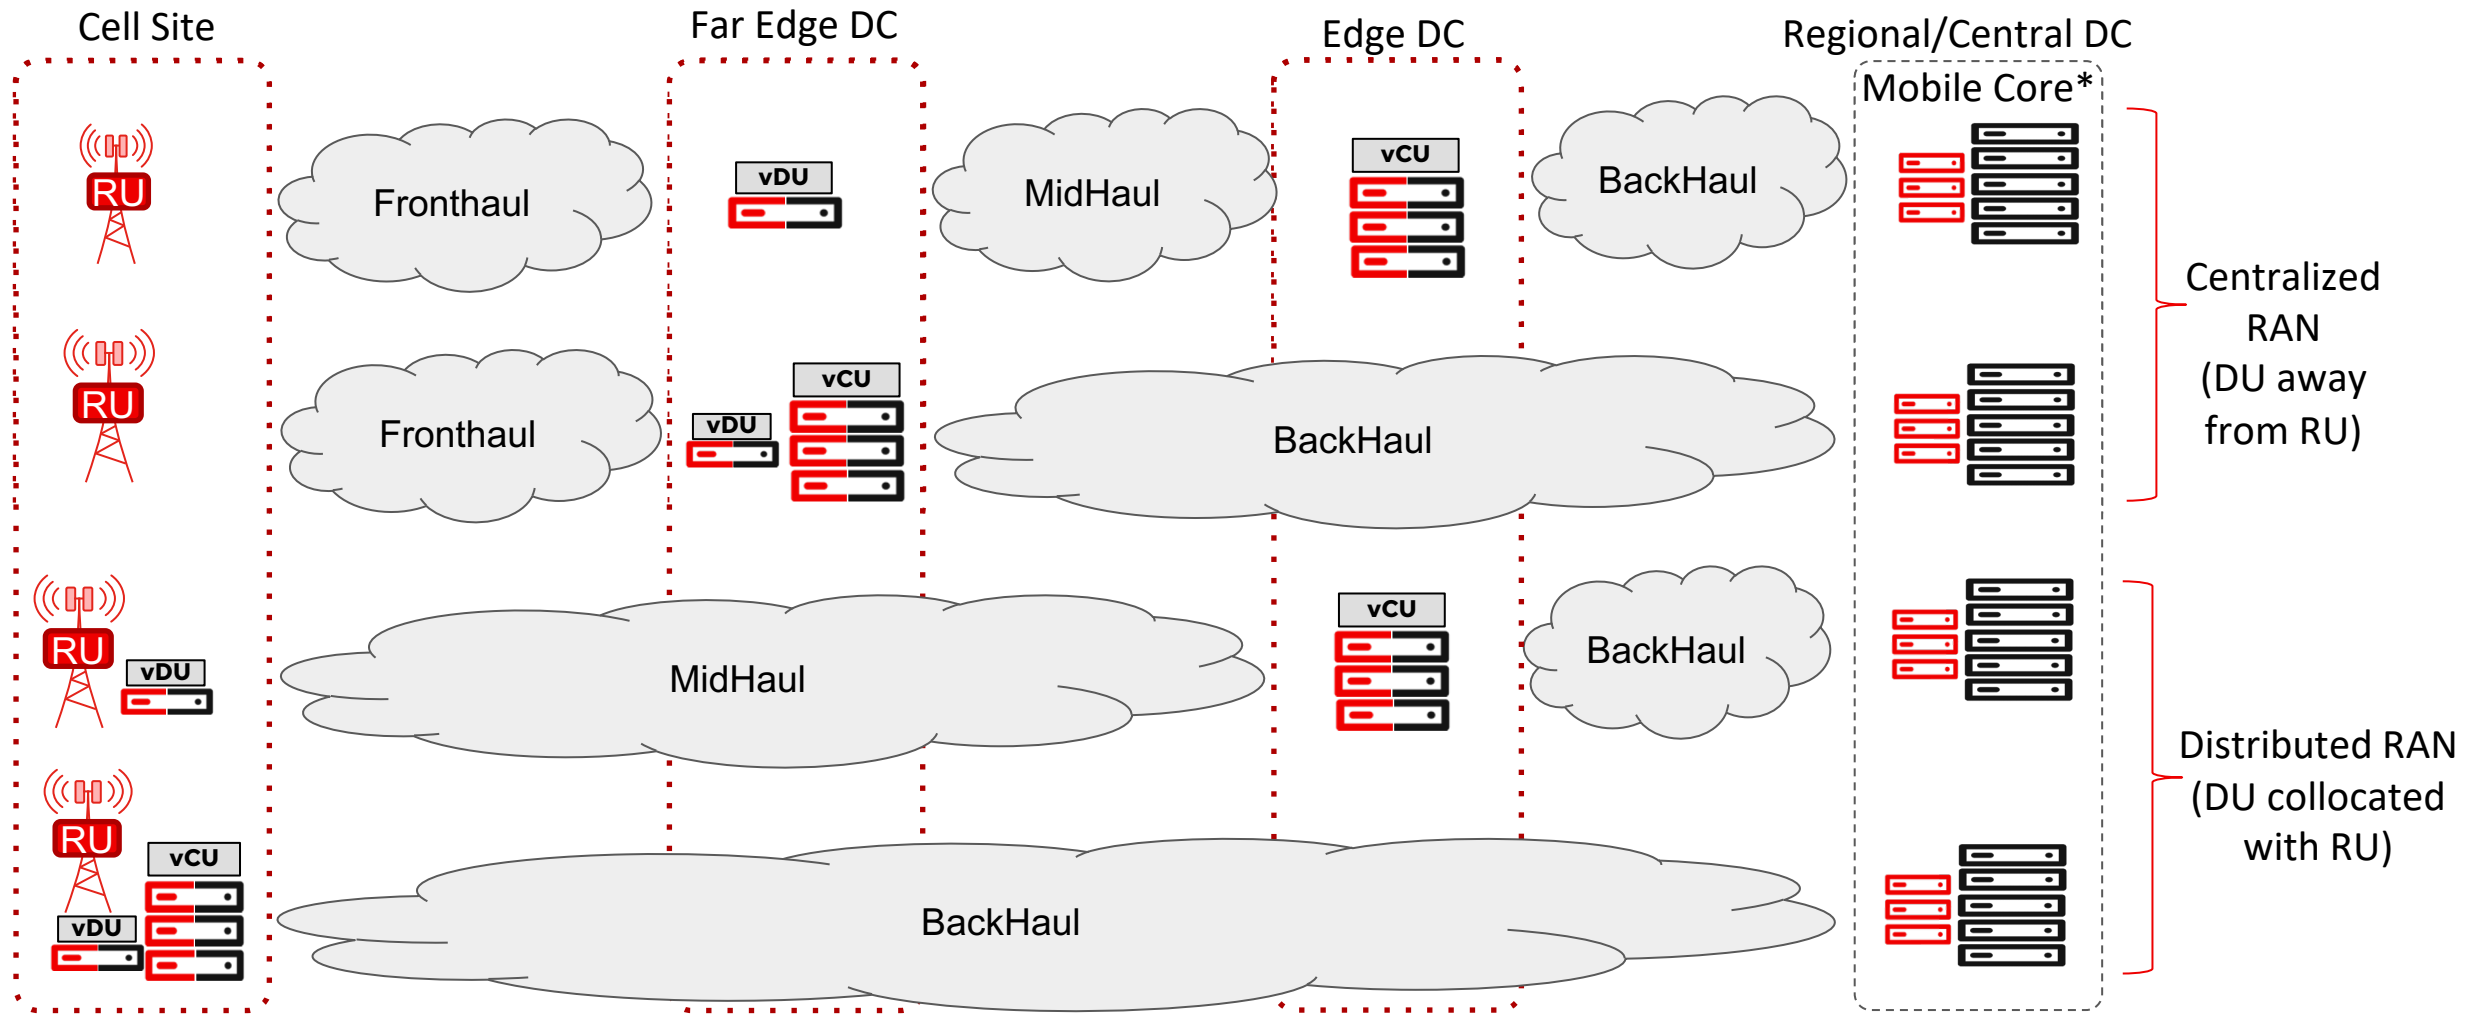 Cell Site
Far Edge DC
Edge DC
Regional/Central DC
Mobile Core*
RU
Fronthaul
vDU
MidHaul
vCU
BackHaul
Centralized
RAN
(DU away
from RU)
RU
Fronthaul
vDU
vCU
BackHaul
RU
vDU
MidHaul
vCU
BackHaul
Distributed RAN
(DU collocated
with RU)
RU
vCU
vDU
BackHaul